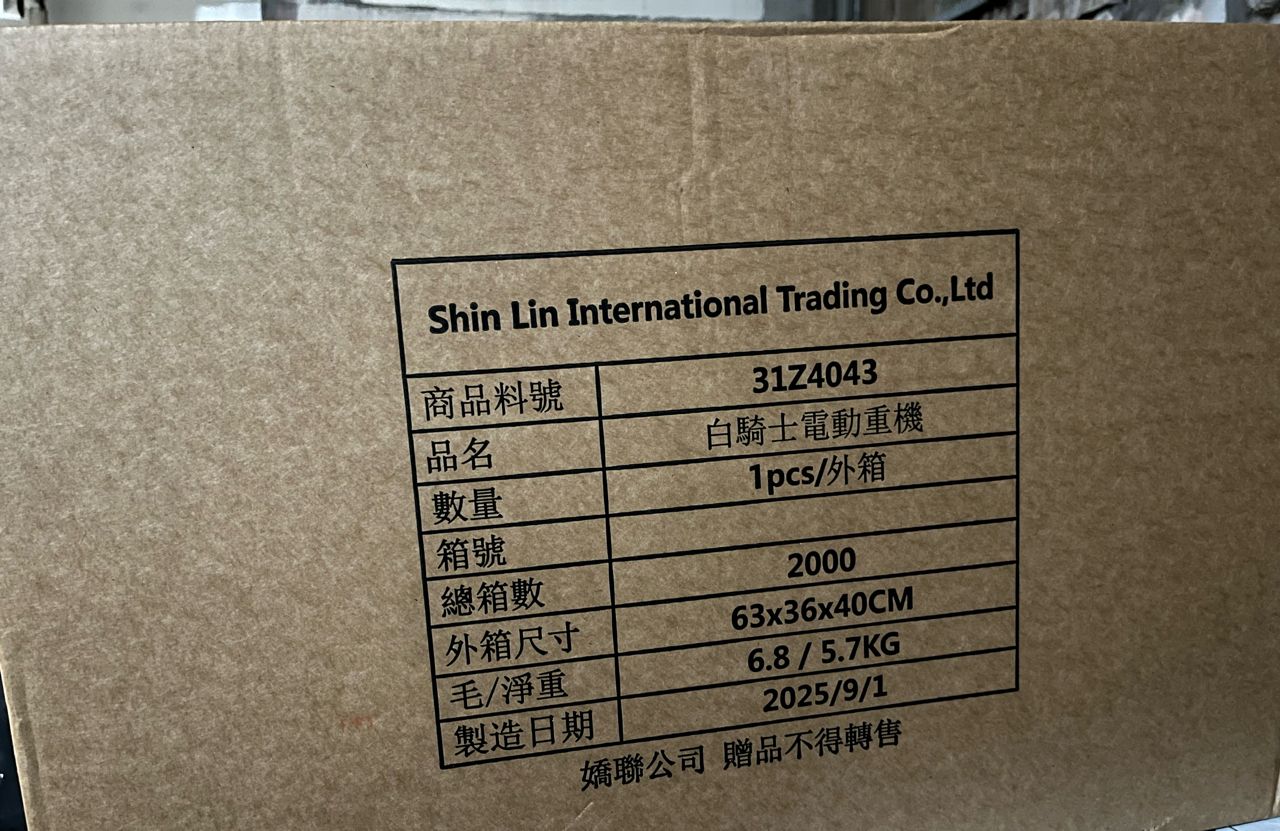 Shin Lin International Trading Co.,Ltd
商品料號 31Z4043
品名 白騎士電動重機
數量 1pcs/外箱
箱號
總箱數 2000
外箱尺寸 63x36x40CM
毛/淨重 6.8 / 5.7KG
製造日期 2025/9/1
嬌聯公司 贈品不得轉售